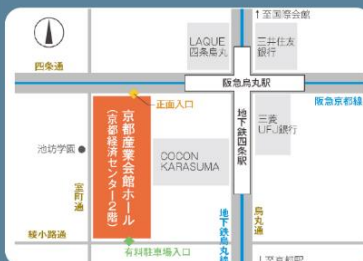 ↑至国際会館
LAQUE
四条烏丸
三井住友
銀行
四条通
阪急烏丸駅
阪急京都線
正面入口
京都産業会館ホール
(京都経済センター2階)
池坊学園
室町通
COCON
KARASUMA
地下鉄四条駅
三菱
UFJ銀行
地下鉄烏丸線
烏丸通
綾小路通
有料駐車場入口
↓至京都駅